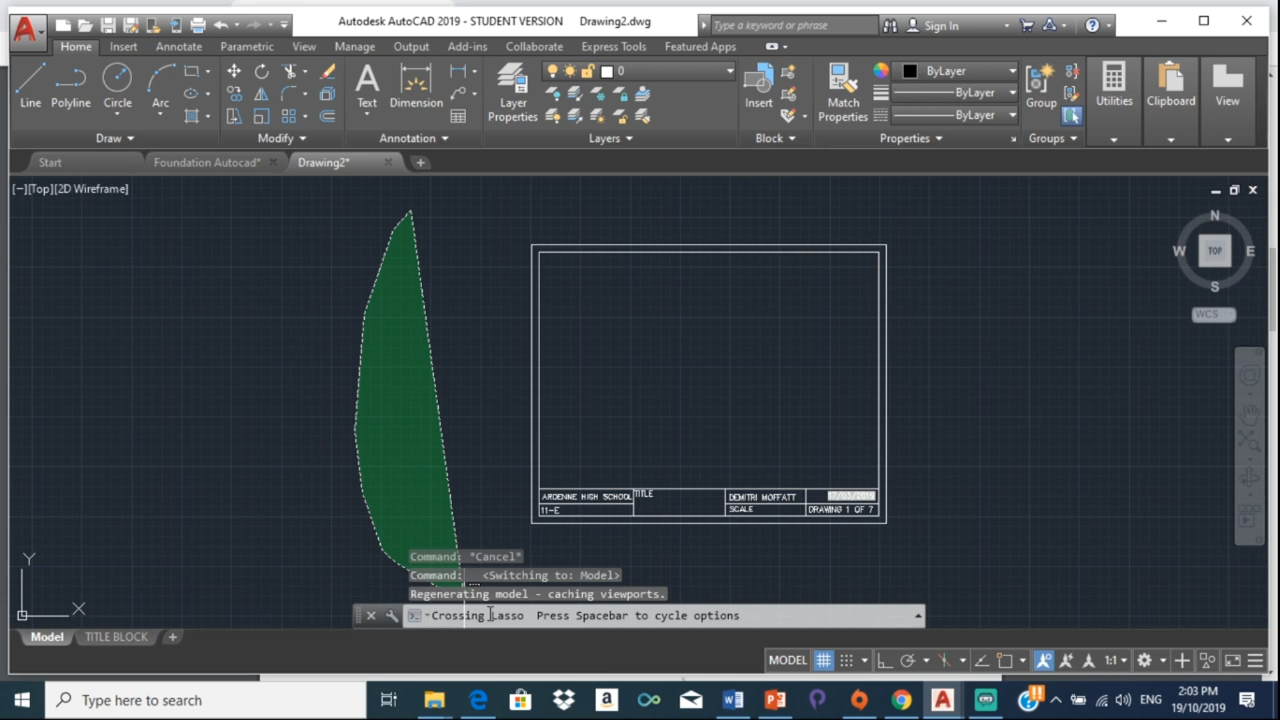 Autodesk AutoCAD 2019 - STUDENT VERSION Drawing2.dwg
Type a keyword or phrase
Sign In
Home Insert Annotate Parametric View Manage Output Add-ins Collaborate Express Tools Featured Apps
0
ByLayer
ByLayer
ByLayer
Line Polyline Circle Arc Text Dimension Layer Properties Insert Match Properties Group Utilities Clipboard View
Draw Modify Annotation Layers Block Properties Groups
Start Foundation Autocad* Drawing2*
[−][Top][2D Wireframe]
N
W TOP E
S
WCS
ARDENNE HIGH SCHOOL TITLE DEMITRI MOFFATT 17/03/2019
11-E SCALE DRAWING 1 OF 7
Command: *Cancel*
Command: <Switching to: Model>
Regenerating model - caching viewports.
Crossing Lasso Press Spacebar to cycle options
Y
X
Model TITLE BLOCK
MODEL 1:1
Type here to search
ENG
2:03 PM
19/10/2019